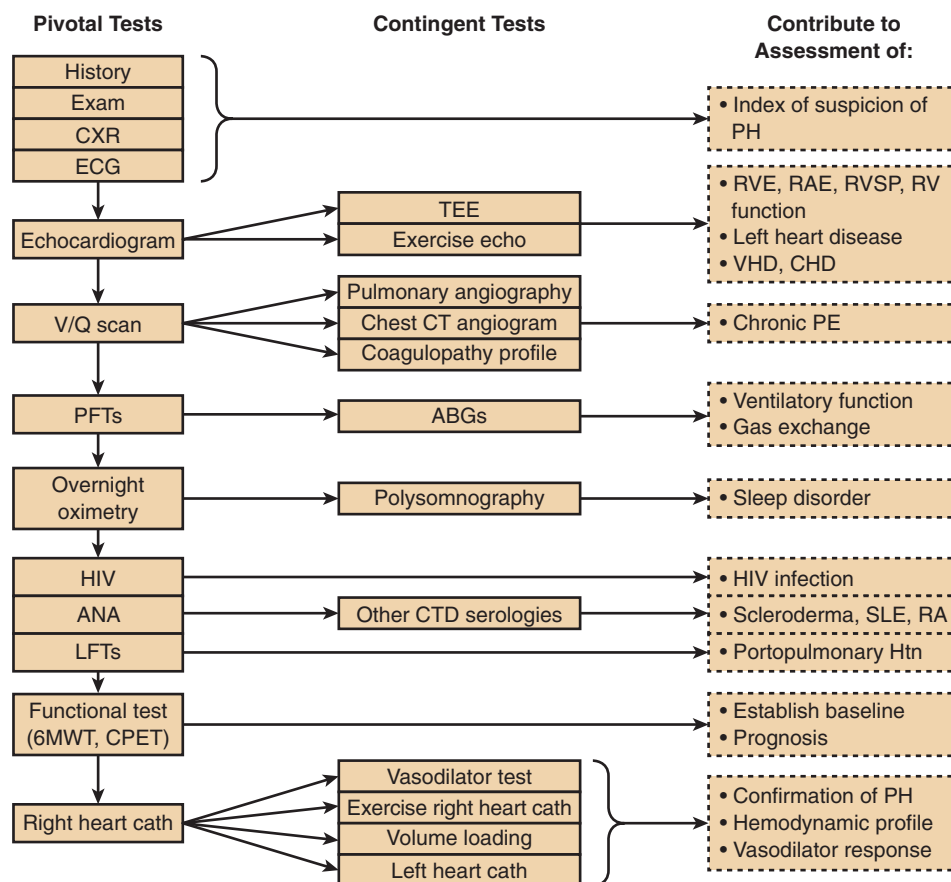 Pivotal Tests
Contingent Tests
Contribute to
Assessment of:
History
Exam
CXR
ECG
• Index of suspicion of
PH
Echocardiogram
TEE
Exercise echo
• RVE, RAE, RVSP, RV
function
• Left heart disease
• VHD, CHD
V/Q scan
Pulmonary angiography
Chest CT angiogram
Coagulopathy profile
• Chronic PE
PFTs
ABGs
• Ventilatory function
• Gas exchange
Overnight
oximetry
Polysomnography
• Sleep disorder
HIV
• HIV infection
ANA
Other CTD serologies
• Scleroderma, SLE, RA
LFTs
• Portopulmonary Htn
Functional test
(6MWT, CPET)
• Establish baseline
• Prognosis
Right heart cath
Vasodilator test
Exercise right heart cath
Volume loading
Left heart cath
• Confirmation of PH
• Hemodynamic profile
• Vasodilator response